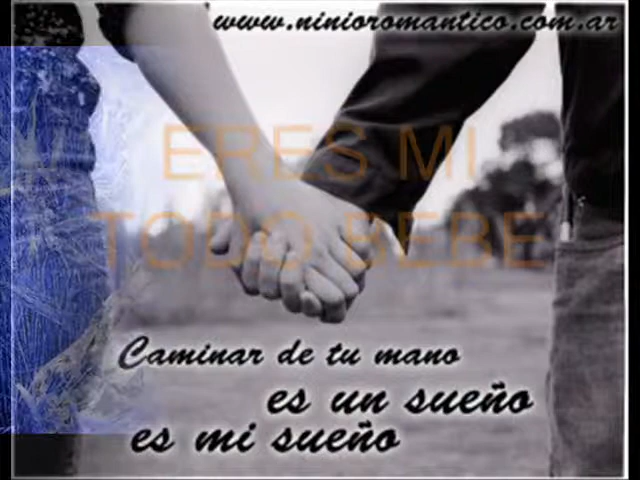 www.ninioromantico.com.ar
ERES MI
TODO BEBE
Caminar de tu mano
es un sueño
es mi sueño